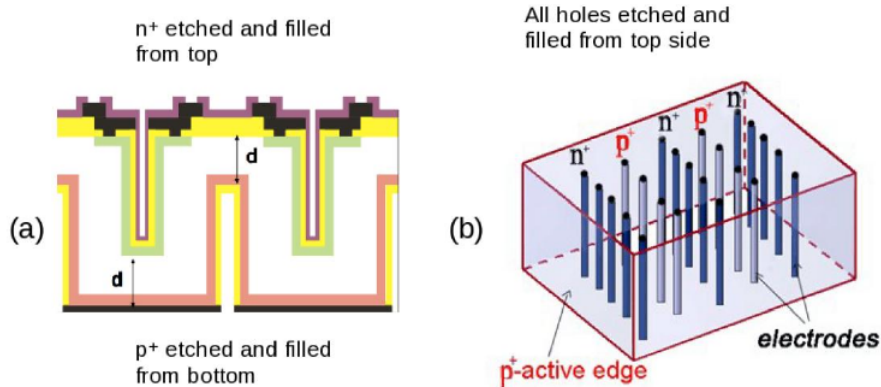 n+ etched and filled
from top
d
d
(a)
p+ etched and filled
from bottom
All holes etched and
filled from top side
n+
p+
n+
p+
n+
(b)
electrodes
p+-active edge